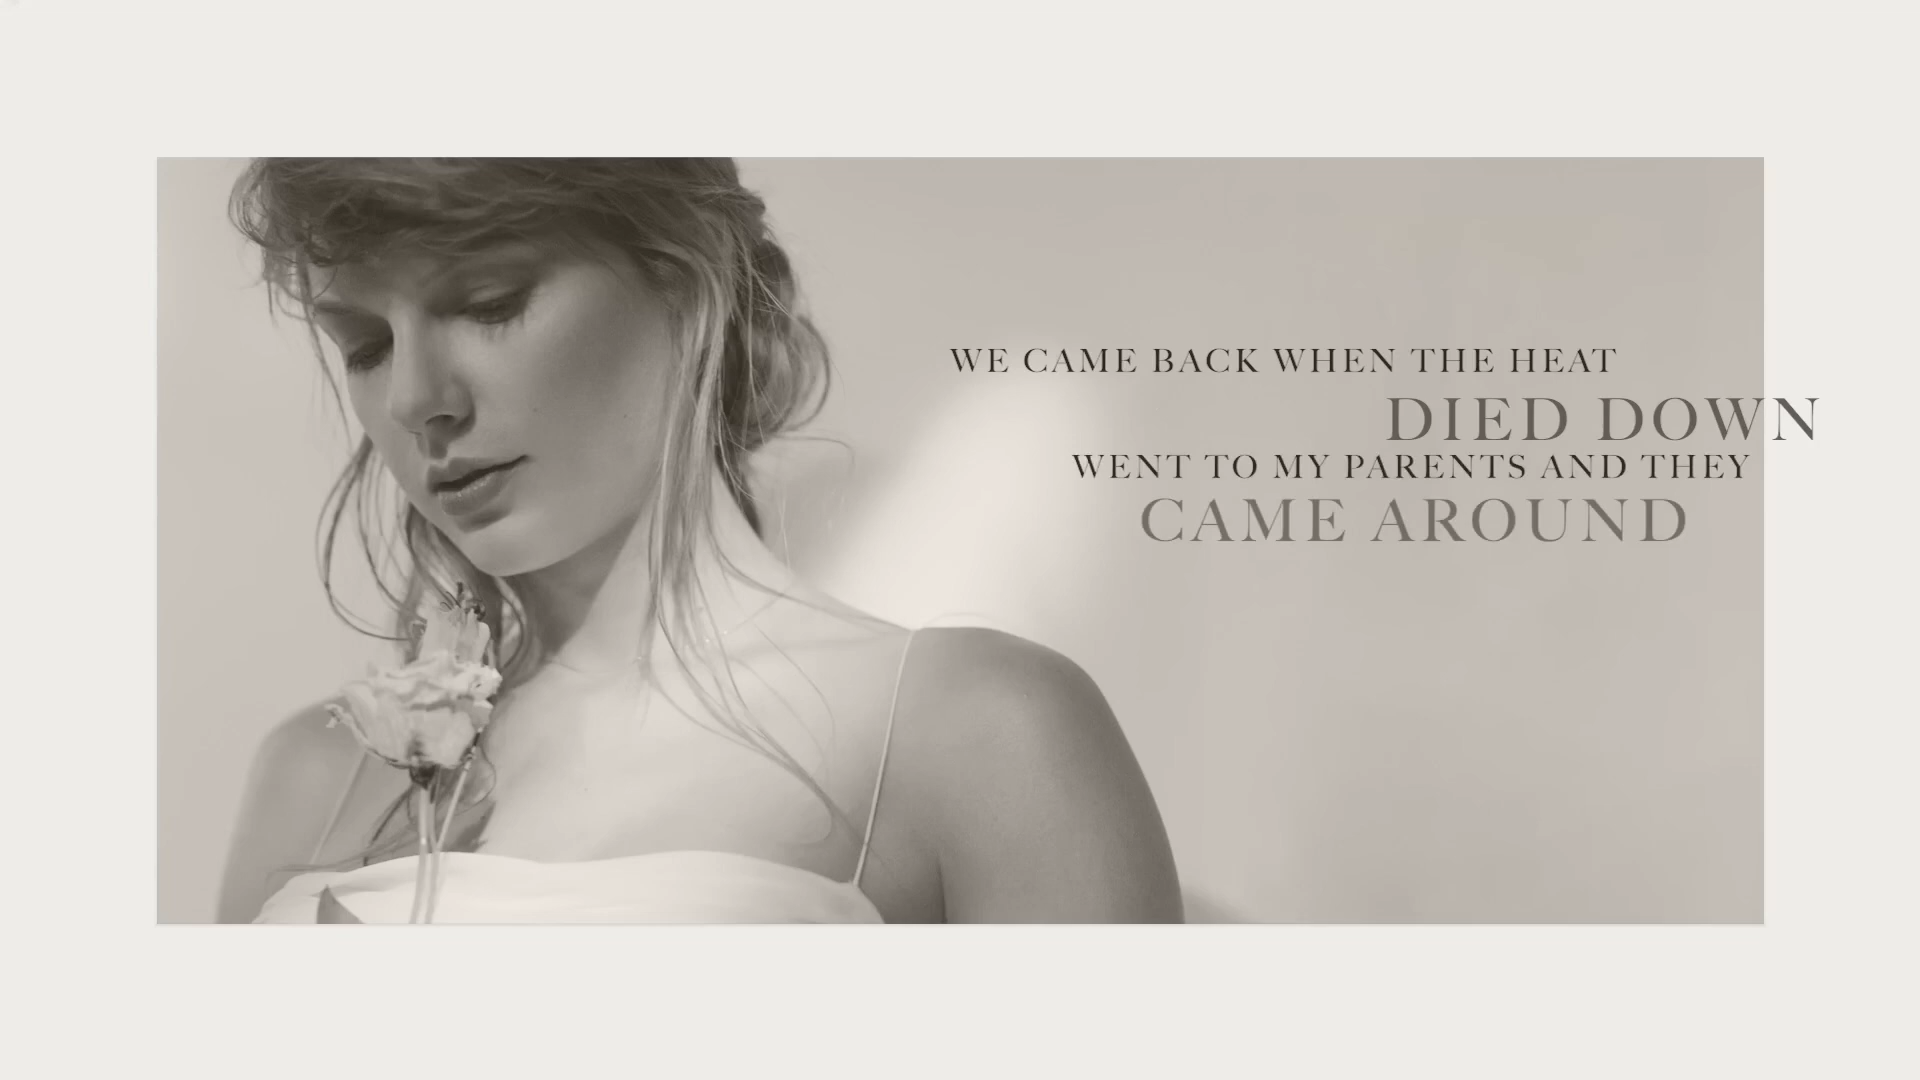 WE CAME BACK WHEN THE HEAT
DIED DOWN
WENT TO MY PARENTS AND THEY
CAME AROUND